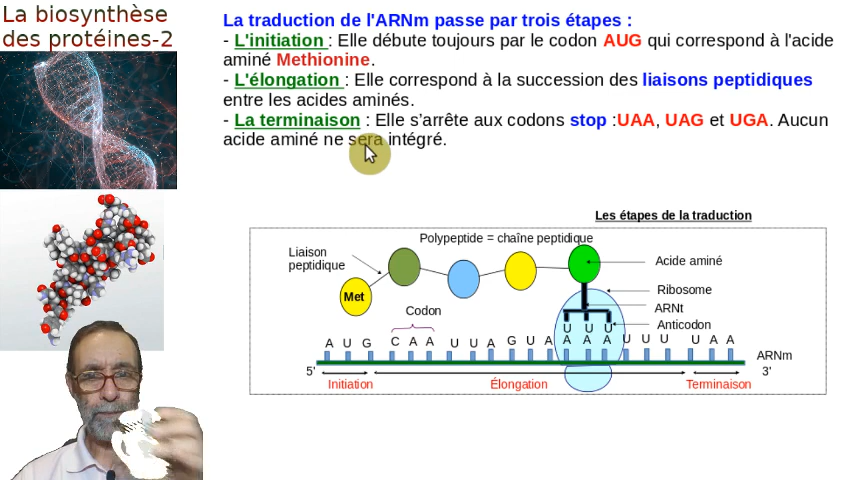 La biosynthèse
des protéines-2
La traduction de l'ARNm passe par trois étapes :
- L'initiation : Elle débute toujours par le codon AUG qui correspond à l'acide
aminé Methionine.
- L'élongation : Elle correspond à la succession des liaisons peptidiques
entre les acides aminés.
- La terminaison : Elle s'arrête aux codons stop :UAA, UAG et UGA. Aucun
acide aminé ne sera intégré.
Les étapes de la traduction
Polypeptide = chaîne peptidique
Liaison
peptidique
Acide aminé
Met
Ribosome
ARNt
Codon
Anticodon
U U U
A U G C A A U U A G U A A A A U U U U A A
ARNm
5' 3'
Initiation Élongation Terminaison